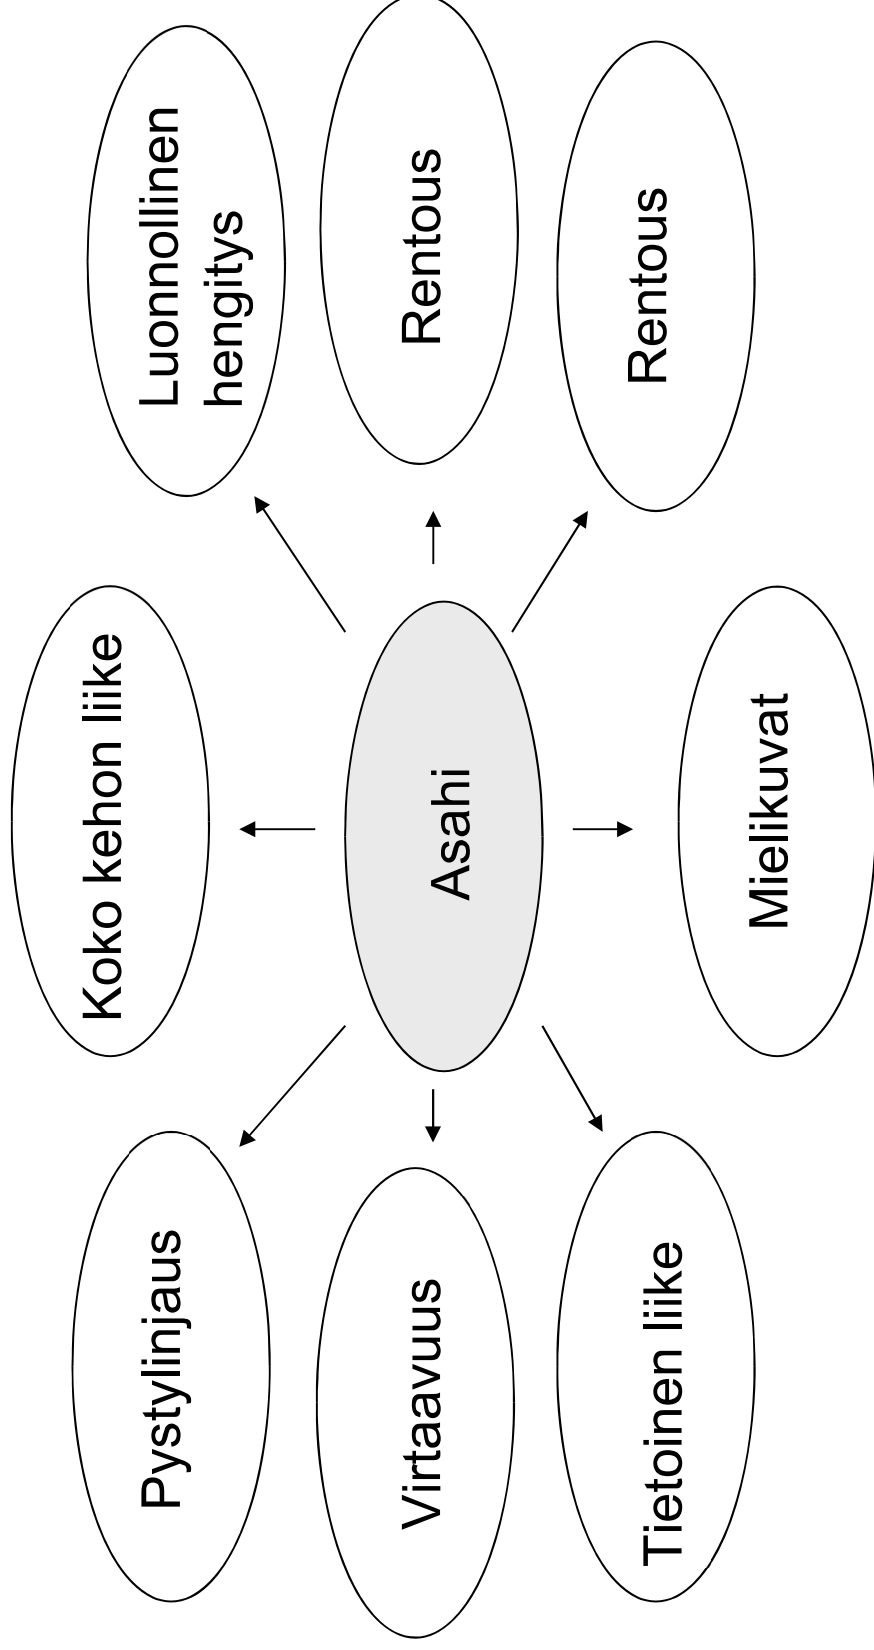 Pystylinjaus
Koko kehon liike
Luonnollinen
hengitys
Virtaavuus
Asahi
Rentous
Tietoinen liike
Mielikuvat
Rentous